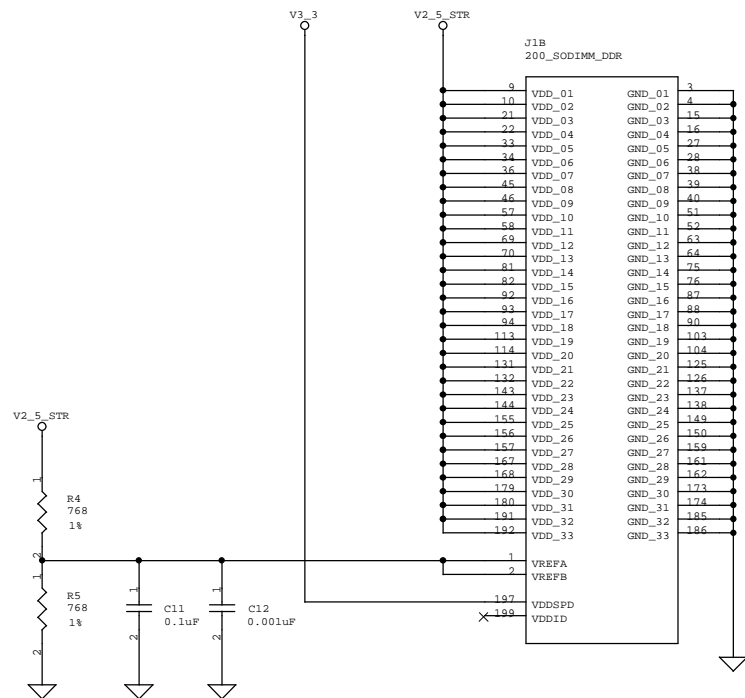 V3_3
V2_5_STR
J1B
200_SODIMM_DDR
9 VDD_01 GND_01 3
10 VDD_02 GND_02 4
21 VDD_03 GND_03 15
22 VDD_04 GND_04 16
33 VDD_05 GND_05 27
34 VDD_06 GND_06 28
36 VDD_07 GND_07 38
45 VDD_08 GND_08 39
46 VDD_09 GND_09 40
57 VDD_10 GND_10 51
58 VDD_11 GND_11 52
69 VDD_12 GND_12 63
70 VDD_13 GND_13 64
81 VDD_14 GND_14 75
82 VDD_15 GND_15 76
92 VDD_16 GND_16 87
93 VDD_17 GND_17 88
94 VDD_18 GND_18 90
113 VDD_19 GND_19 103
114 VDD_20 GND_20 104
131 VDD_21 GND_21 125
132 VDD_22 GND_22 126
143 VDD_23 GND_23 137
144 VDD_24 GND_24 138
155 VDD_25 GND_25 149
156 VDD_26 GND_26 150
157 VDD_27 GND_27 159
167 VDD_28 GND_28 161
168 VDD_29 GND_29 162
179 VDD_30 GND_30 173
180 VDD_31 GND_31 174
191 VDD_32 GND_32 185
192 VDD_33 GND_33 186
1 VREFA
2 VREFB
197 VDDSPD
199 VDDID
V2_5_STR
1
R4
768
1%
2
1
R5
768
1%
2
1
C11
0.1uF
2
1
C12
0.001uF
2